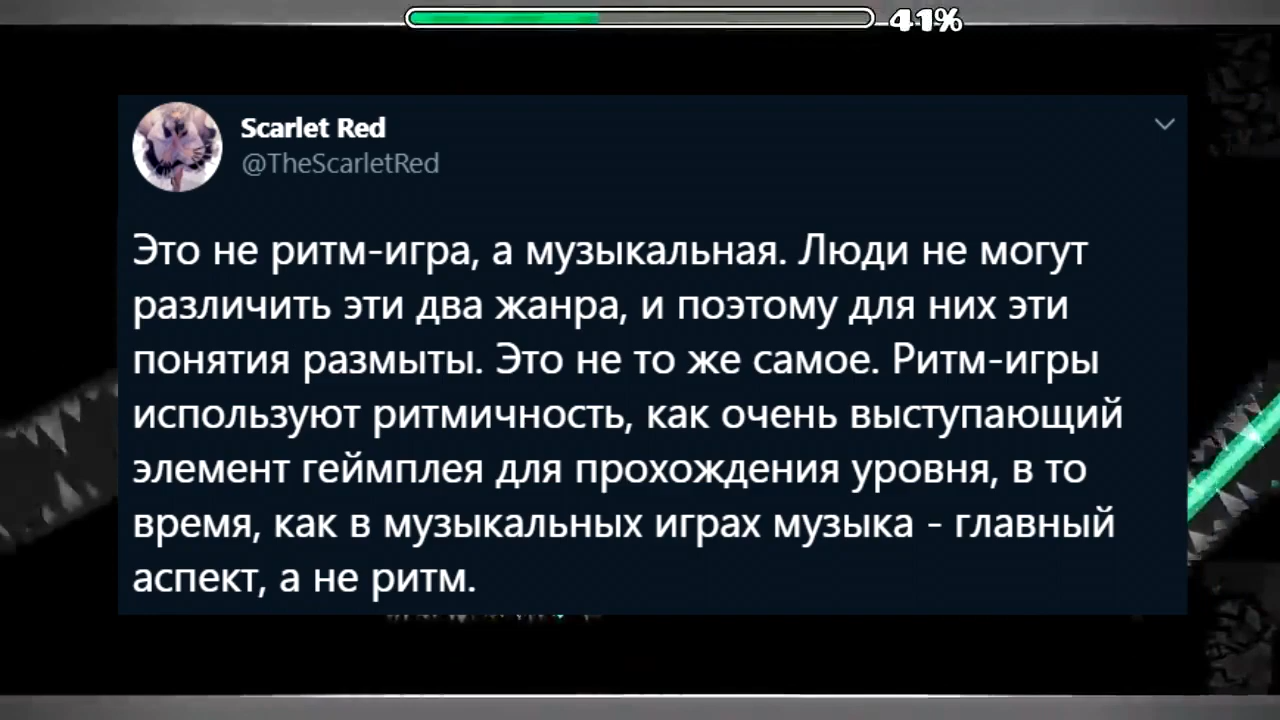 41%
Scarlet Red
@TheScarletRed
Это не ритм-игра, а музыкальная. Люди не могут
различить эти два жанра, и поэтому для них эти
понятия размыты. Это не то же самое. Ритм-игры
используют ритмичность, как очень выступающий
элемент геймплея для прохождения уровня, в то
время, как в музыкальных играх музыка - главный
аспект, а не ритм.